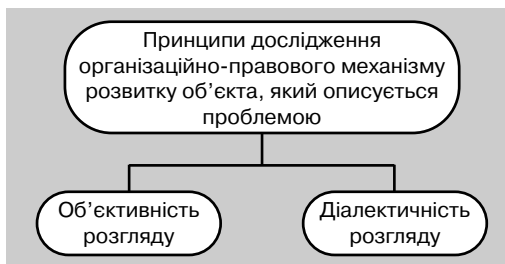 Принципи дослідження
організаційно-правового механізму
розвитку об’єкта, який описується
проблемою
Об’єктивність
розгляду
Діалектичність
розгляду